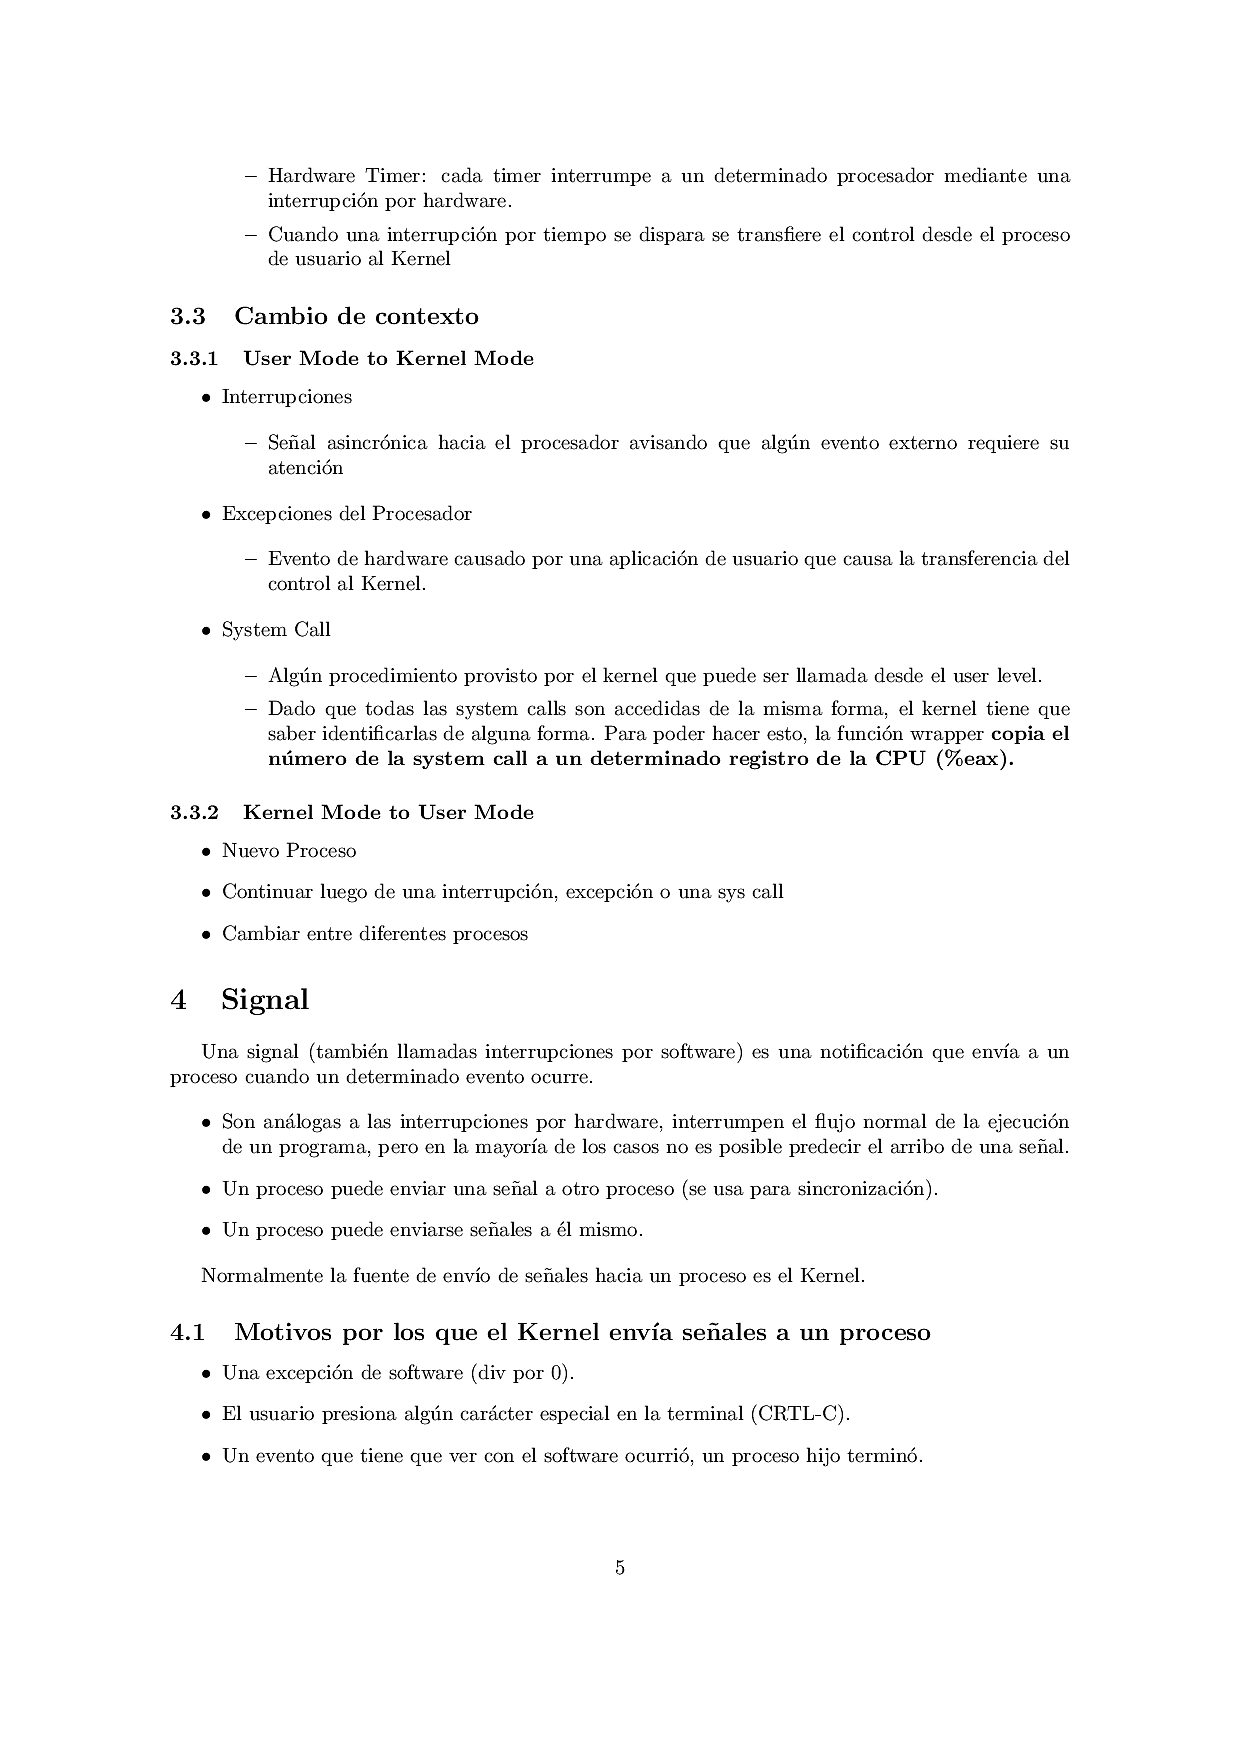 – Hardware Timer: cada timer interrumpe a un determinado procesador mediante una
interrupción por hardware.
– Cuando una interrupción por tiempo se dispara se transfiere el control desde el proceso
de usuario al Kernel
3.3 Cambio de contexto
3.3.1 User Mode to Kernel Mode
• Interrupciones
– Señal asincrónica hacia el procesador avisando que algún evento externo requiere su
atención
• Excepciones del Procesador
– Evento de hardware causado por una aplicación de usuario que causa la transferencia del
control al Kernel.
• System Call
– Algún procedimiento provisto por el kernel que puede ser llamada desde el user level.
– Dado que todas las system calls son accedidas de la misma forma, el kernel tiene que
saber identificarlas de alguna forma. Para poder hacer esto, la función wrapper copia el
número de la system call a un determinado registro de la CPU (%eax).
3.3.2 Kernel Mode to User Mode
• Nuevo Proceso
• Continuar luego de una interrupción, excepción o una sys call
• Cambiar entre diferentes procesos
4 Signal
Una signal (también llamadas interrupciones por software) es una notificación que envía a un
proceso cuando un determinado evento ocurre.
• Son análogas a las interrupciones por hardware, interrumpen el flujo normal de la ejecución
de un programa, pero en la mayoría de los casos no es posible predecir el arribo de una señal.
• Un proceso puede enviar una señal a otro proceso (se usa para sincronización).
• Un proceso puede enviarse señales a él mismo.
Normalmente la fuente de envío de señales hacia un proceso es el Kernel.
4.1 Motivos por los que el Kernel envía señales a un proceso
• Una excepción de software (div por 0).
• El usuario presiona algún carácter especial en la terminal (CRTL-C).
• Un evento que tiene que ver con el software ocurrió, un proceso hijo terminó.
5